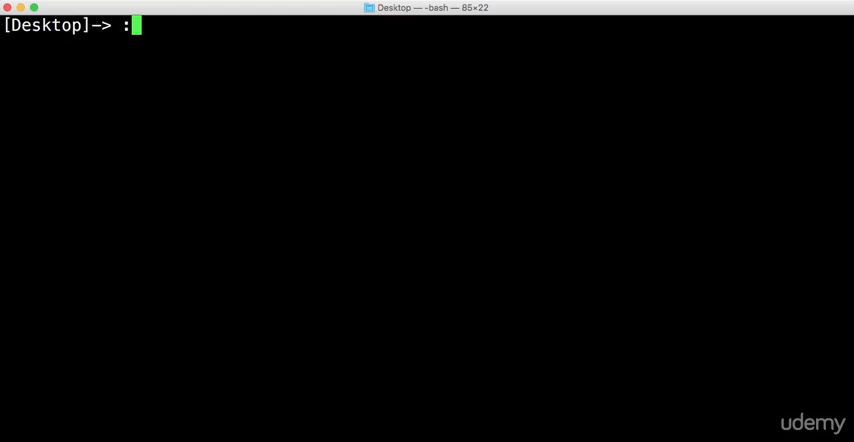 Desktop — -bash — 85×22
[Desktop]-> :
udemy